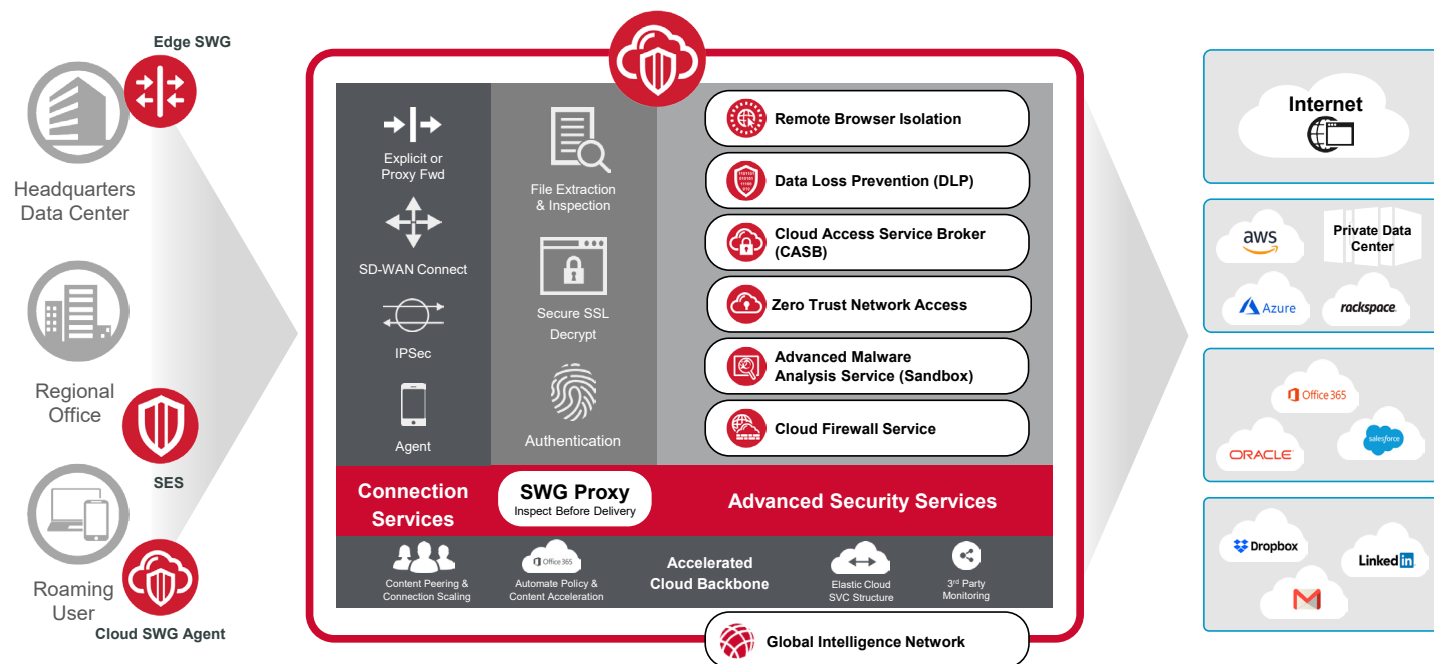 Edge SWG
Headquarters
Data Center
Regional
Office
SES
Roaming
User
Cloud SWG Agent
Explicit or
Proxy Fwd
SD-WAN Connect
IPSec
Agent
File Extraction
& Inspection
Secure SSL
Decrypt
Authentication
Remote Browser Isolation
Data Loss Prevention (DLP)
Cloud Access Service Broker
(CASB)
Zero Trust Network Access
Advanced Malware
Analysis Service (Sandbox)
Cloud Firewall Service
Connection
Services
SWG Proxy
Inspect Before Delivery
Advanced Security Services
Content Peering &
Connection Scaling
Office 365
Automate Policy &
Content Acceleration
Accelerated
Cloud Backbone
Elastic Cloud
SVC Structure
3rd Party
Monitoring
Global Intelligence Network
Internet
aws
Private Data
Center
Azure
rackspace
Office 365
ORACLE
salesforce
Dropbox
Linked in